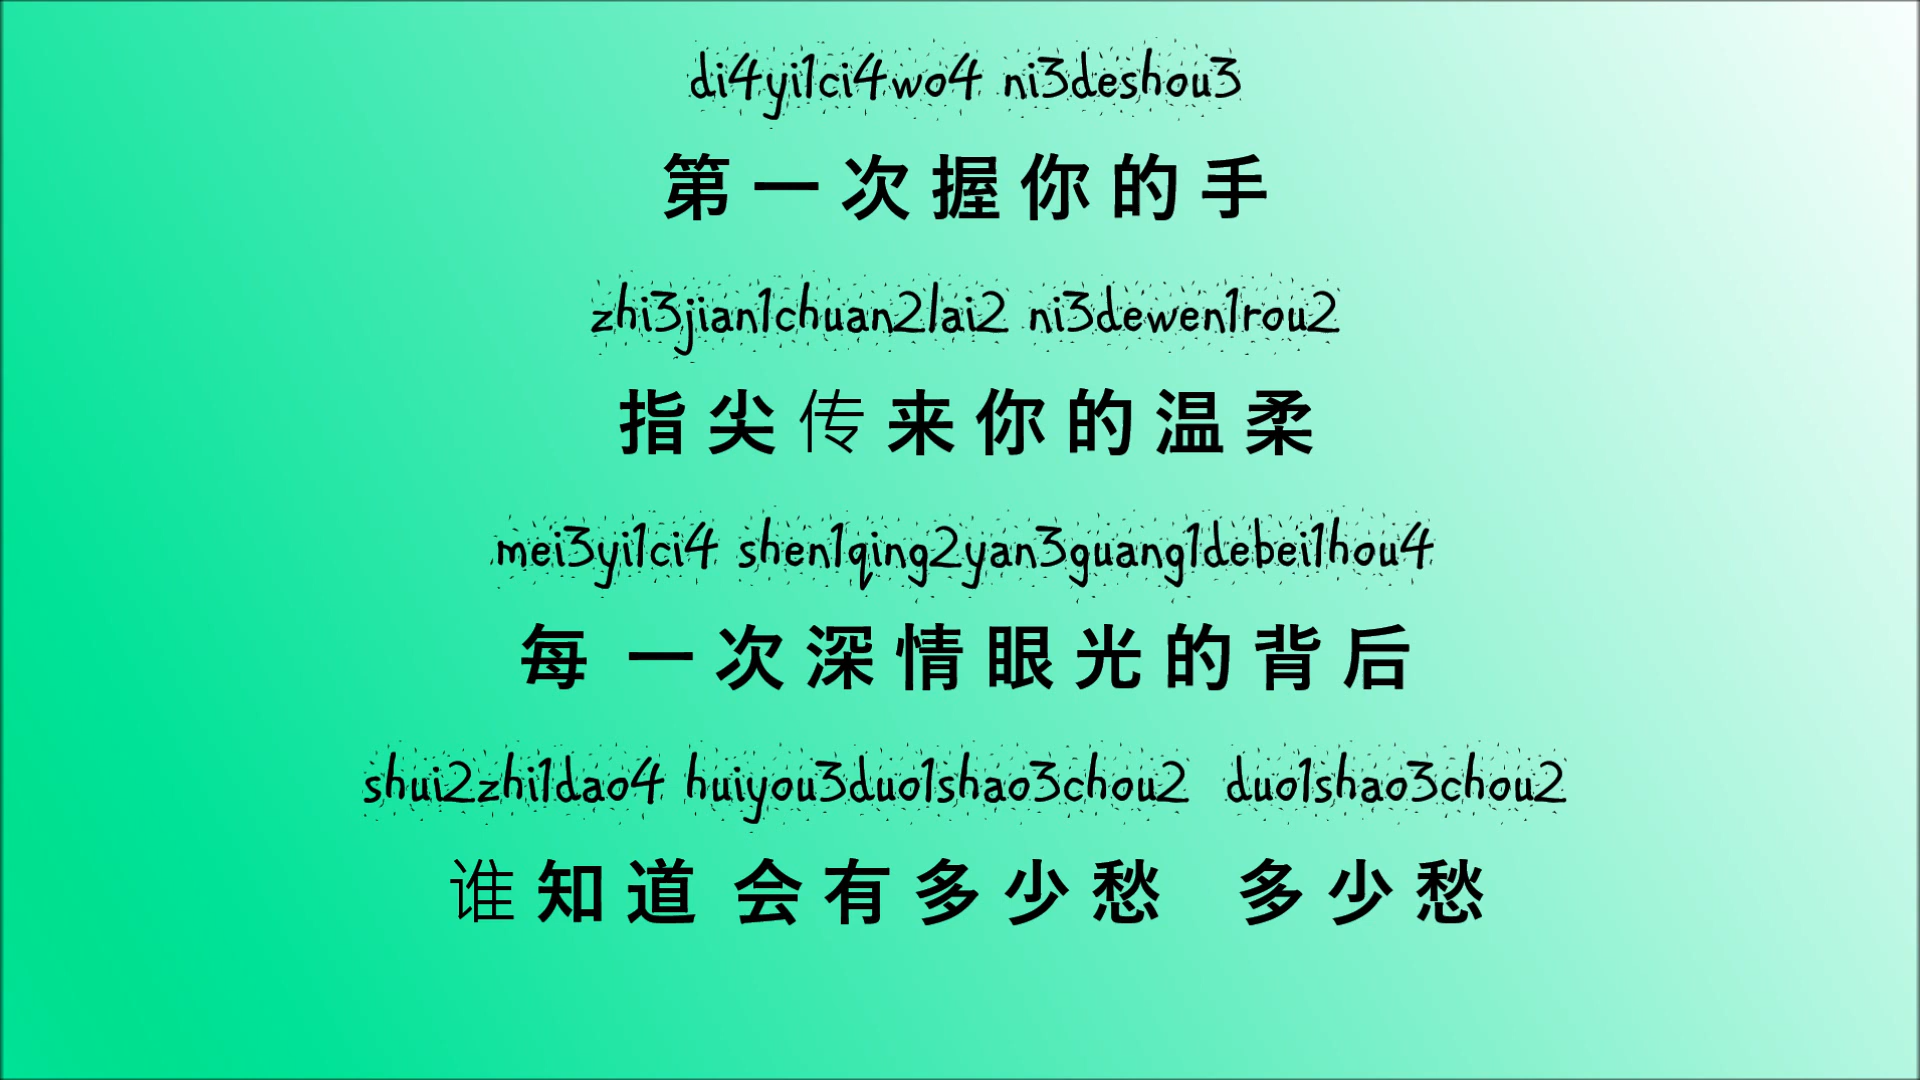 di4yi1ci4wo4 ni3deshou3
第一次握你的手
zhi3jian1chuan2lai2 ni3dewen1rou2
指尖传来你的温柔
mei3yi1ci4 shen1qing2yan3guang1debei1hou4
每 一次深情眼光的背后
shui2zhi1dao4 huiyou3duo1shao3chou2 duo1shao3chou2
谁知道 会有多少愁 多少愁